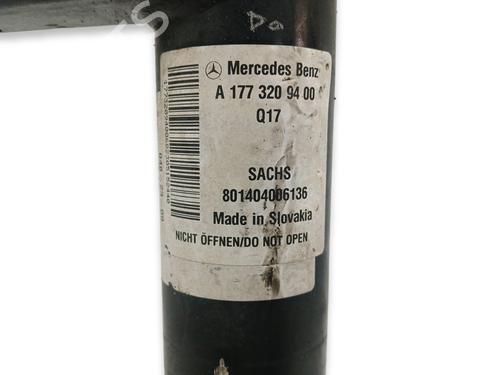 Mercedes Benz
A 177 320 94 00
Q17
SACHS
801404006136
Made in Slovakia
NICHT ÖFFNEN/DO NOT OPEN